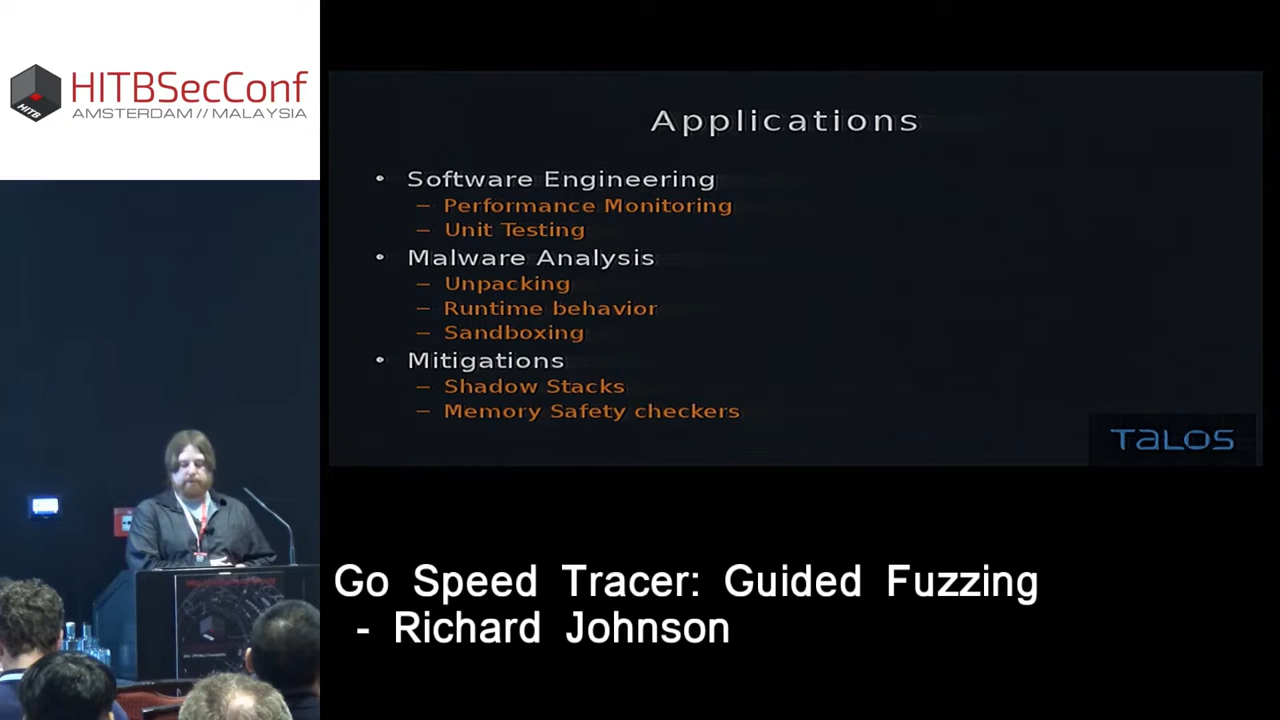 HITBSecConf
AMSTERDAM // MALAYSIA
HITB
Applications
• Software Engineering
– Performance Monitoring
– Unit Testing
• Malware Analysis
– Unpacking
– Runtime behavior
– Sandboxing
• Mitigations
– Shadow Stacks
– Memory Safety checkers
TALOS
Go Speed Tracer: Guided Fuzzing
- Richard Johnson